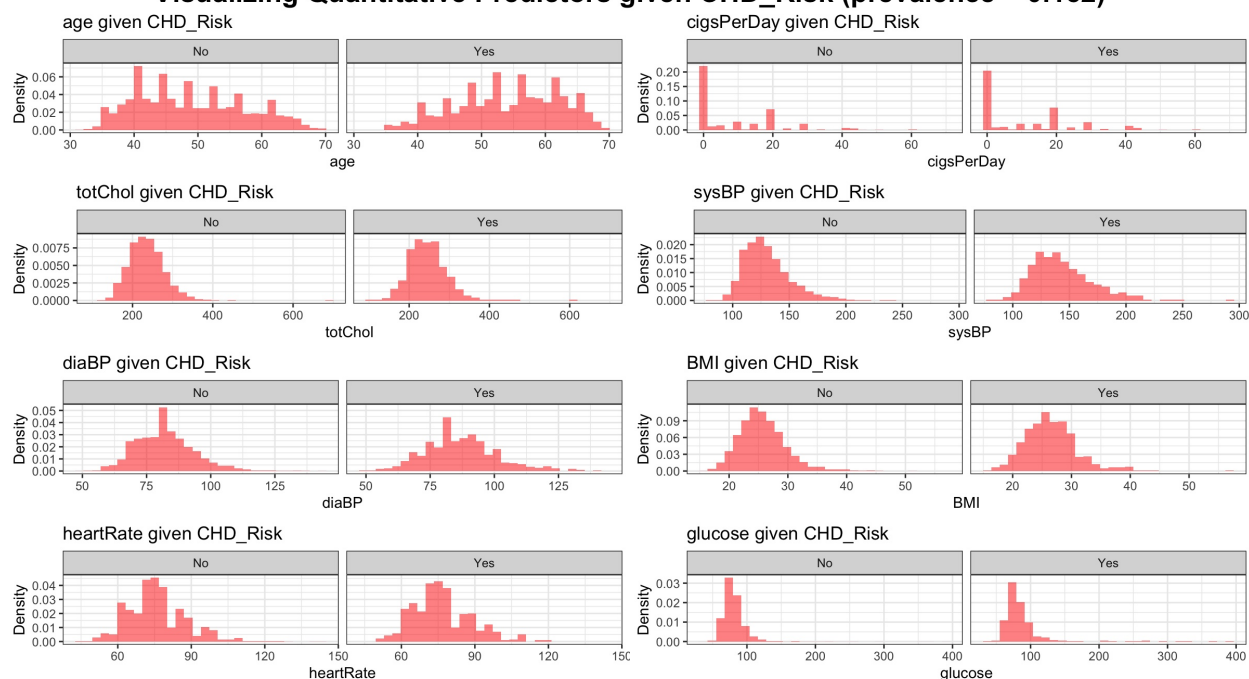 Visualizing Quantitative Predictors given CHD_Risk (prevalence
age given CHD_Risk
No Yes
Density
0.06
0.04
0.02
0.00
30 40 50 60 70 30 40 50 60 70
age
cigsPerDay given CHD_Risk
No Yes
Density
0.20
0.15
0.10
0.05
0.00
0 20 40 60 0 20 40 60
cigsPerDay
totChol given CHD_Risk
No Yes
Density
0.0075
0.0050
0.0025
0.0000
200 400 600 200 400 600
totChol
sysBP given CHD_Risk
No Yes
Density
0.020
0.015
0.010
0.005
0.000
100 150 200 250 300 100 150 200 250 300
sysBP
diaBP given CHD_Risk
No Yes
Density
0.05
0.04
0.03
0.02
0.01
0.00
50 75 100 125 50 75 100 125
diaBP
BMI given CHD_Risk
No Yes
Density
0.09
0.06
0.03
0.00
20 30 40 50 20 30 40 50
BMI
heartRate given CHD_Risk
No Yes
Density
0.04
0.03
0.02
0.01
0.00
60 90 120 150 60 90 120
heartRate
glucose given CHD_Risk
No Yes
Density
0.03
0.02
0.01
0.00
100 200 300 400 100 200 300 400
glucose